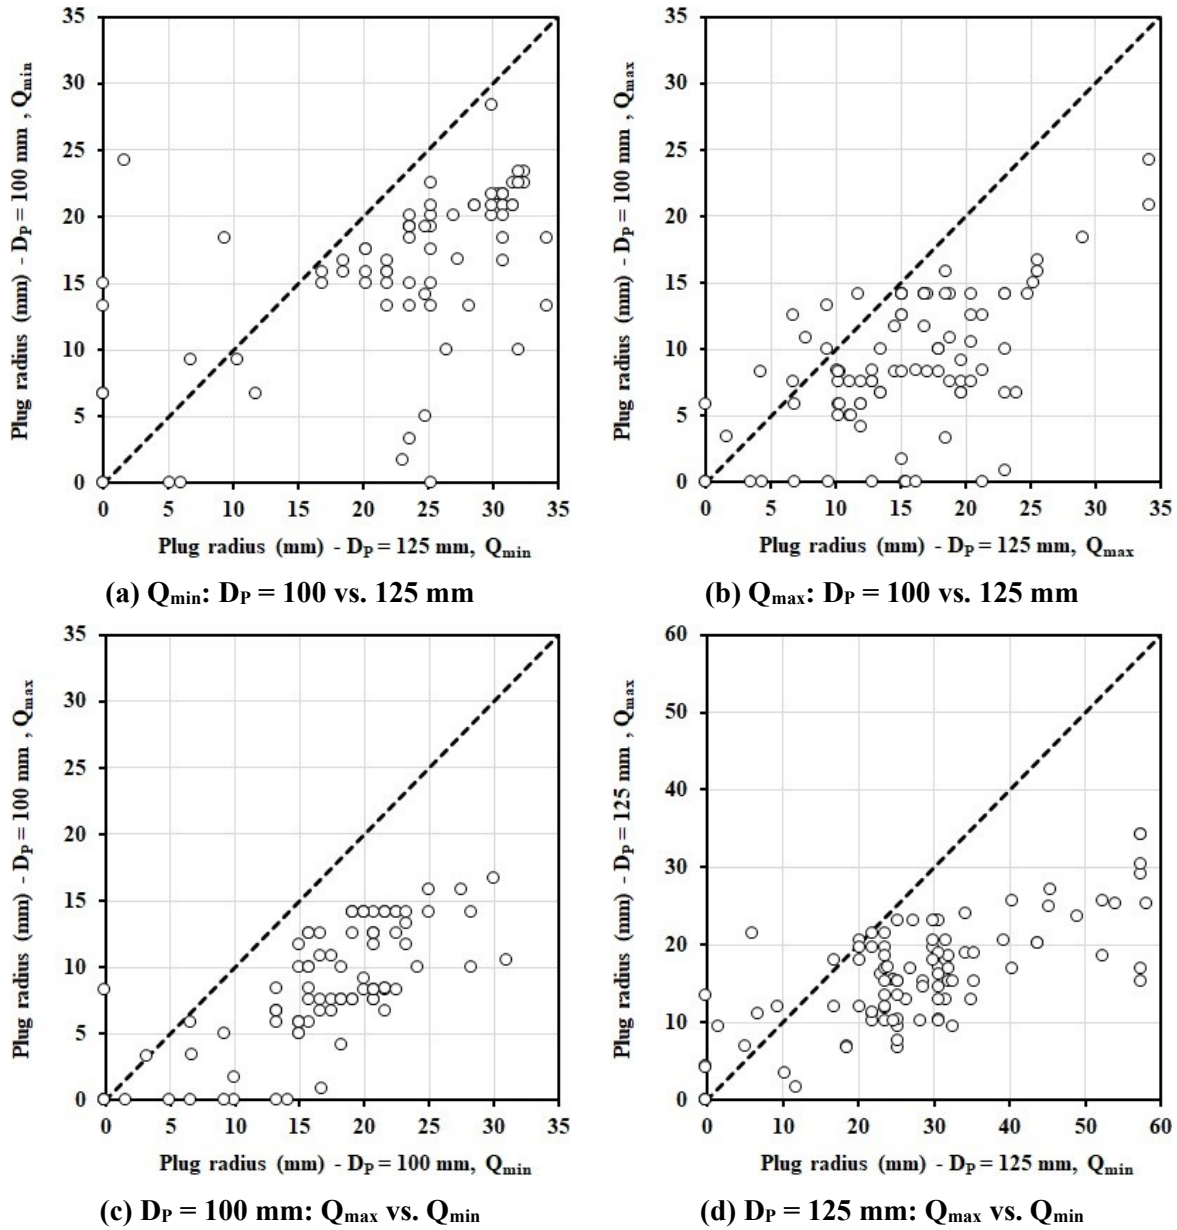 35
30
25
20
15
10
5
0
0 5 10 15 20 25 30 35
Plug radius (mm) - DP = 100 mm , Qmin
Plug radius (mm) - DP = 125 mm, Qmin
(a) Qmin: DP = 100 vs. 125 mm
35
30
25
20
15
10
5
0
0 5 10 15 20 25 30 35
Plug radius (mm) - DP = 100 mm , Qmax
Plug radius (mm) - DP = 125 mm, Qmax
(b) Qmax: DP = 100 vs. 125 mm
35
30
25
20
15
10
5
0
0 5 10 15 20 25 30 35
Plug radius (mm) - DP = 100 mm , Qmax
Plug radius (mm) - DP = 100 mm, Qmin
(c) DP = 100 mm: Qmax vs. Qmin
60
50
40
30
20
10
0
0 10 20 30 40 50 60
Plug radius (mm) - DP = 125 mm , Qmax
Plug radius (mm) - DP = 125 mm, Qmin
(d) DP = 125 mm: Qmax vs. Qmin